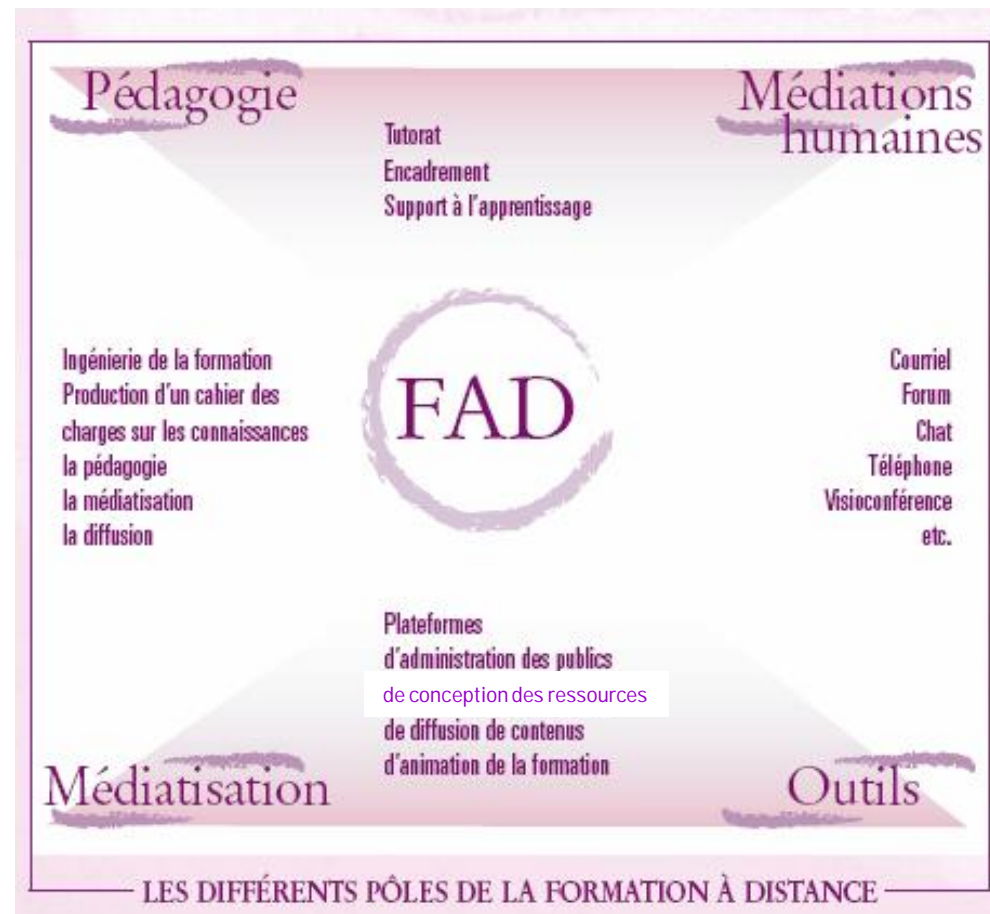 Pédagogie
Médiations
humaines
Tutorat
Encadrement
Support à l'apprentissage
Ingénierie de la formation
Production d'un cahier des
charges sur les connaissances
la pédagogie
la médiatisation
la diffusion
FAD
Courriel
Forum
Chat
Téléphone
Visioconférence
etc.
Plateformes
d'administration des publics
de conception des ressources
de diffusion de contenus
d'animation de la formation
Médiatisation
Outils
LES DIFFÉRENTS PÔLES DE LA FORMATION À DISTANCE